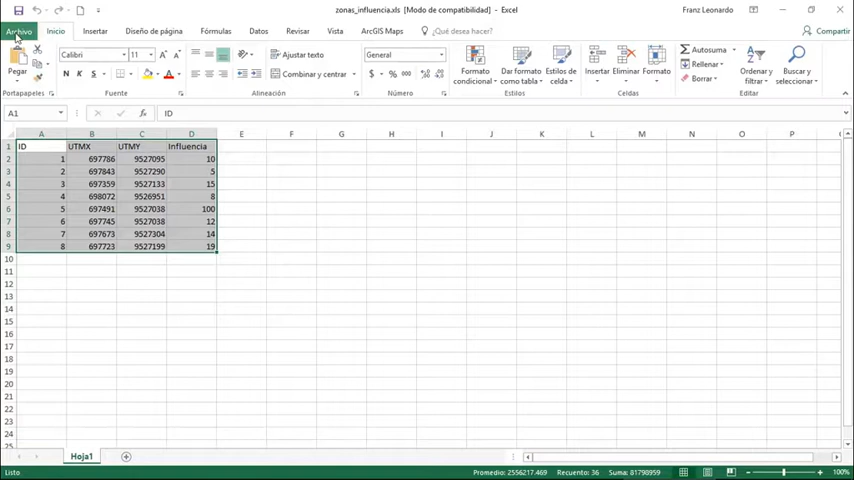 zonas_influencia.xls [Modo de compatibilidad] - Excel
Franz Leonardo
Archivo Inicio Insertar Diseño de página Fórmulas Datos Revisar Vista ArcGIS Maps ¿Qué desea hacer? Compartir
Pegar
Calibri 11
N K S
Ajustar texto
Combinar y centrar
General
$ % 000
Formato condicional
Dar formato como tabla
Estilos de celda
Insertar Eliminar Formato
Autosuma
Rellenar
Borrar
Ordenar y filtrar
Buscar y seleccionar
Portapapeles Fuente Alineación Número Estilos Celdas Modificar
A1 fx ID
A B C D E F G H I J K L M N O P
1 ID UTMX UTMY Influencia
2 1 697786 9527095 10
3 2 697843 9527290 5
4 3 697359 9527133 15
5 4 698072 9526951 8
6 5 697491 9527038 100
7 6 697745 9527038 12
8 7 697673 9527304 14
9 8 697723 9527199 19
10
11
12
13
14
15
16
17
18
19
20
21
22
23
24
25
Hoja1
Listo Promedio: 2556217.469 Recuento: 36 Suma: 81798959 100%